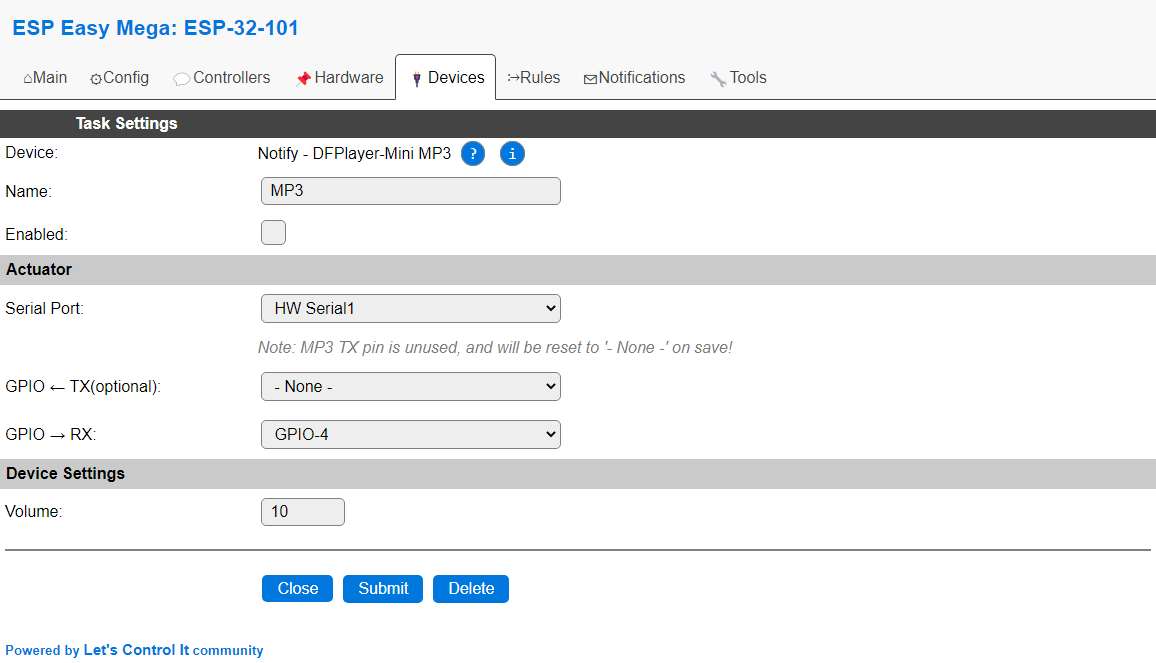 ESP Easy Mega: ESP-32-101
⌂Main ⚙Config Controllers Hardware Devices Rules Notifications Tools
Task Settings
Device: Notify - DFPlayer-Mini MP3 ? i
Name: MP3
Enabled:
Actuator
Serial Port: HW Serial1
Note: MP3 TX pin is unused, and will be reset to '- None -' on save!
GPIO ← TX(optional): - None -
GPIO → RX: GPIO-4
Device Settings
Volume: 10
Close Submit Delete
Powered by Let's Control It community